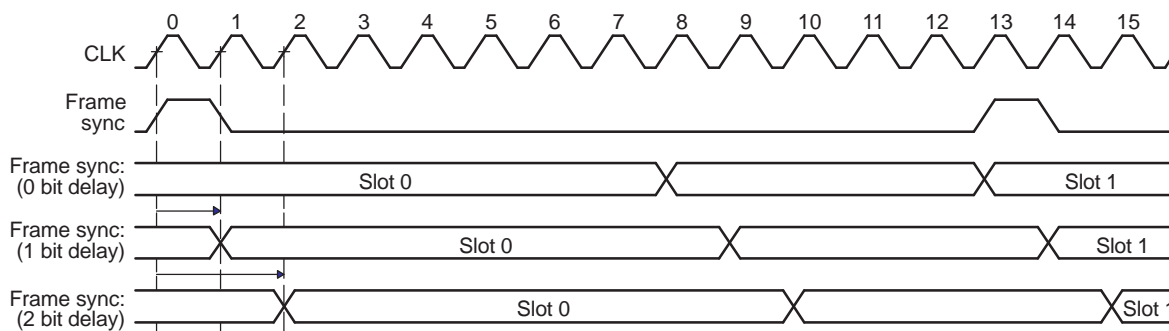 0 1 2 3 4 5 6 7 8 9 10 11 12 13 14 15
CLK
Frame
sync
Frame sync:
(0 bit delay)
Slot 0
Slot 1
Frame sync:
(1 bit delay)
Slot 0
Slot 1
Frame sync:
(2 bit delay)
Slot 0
Slot 1